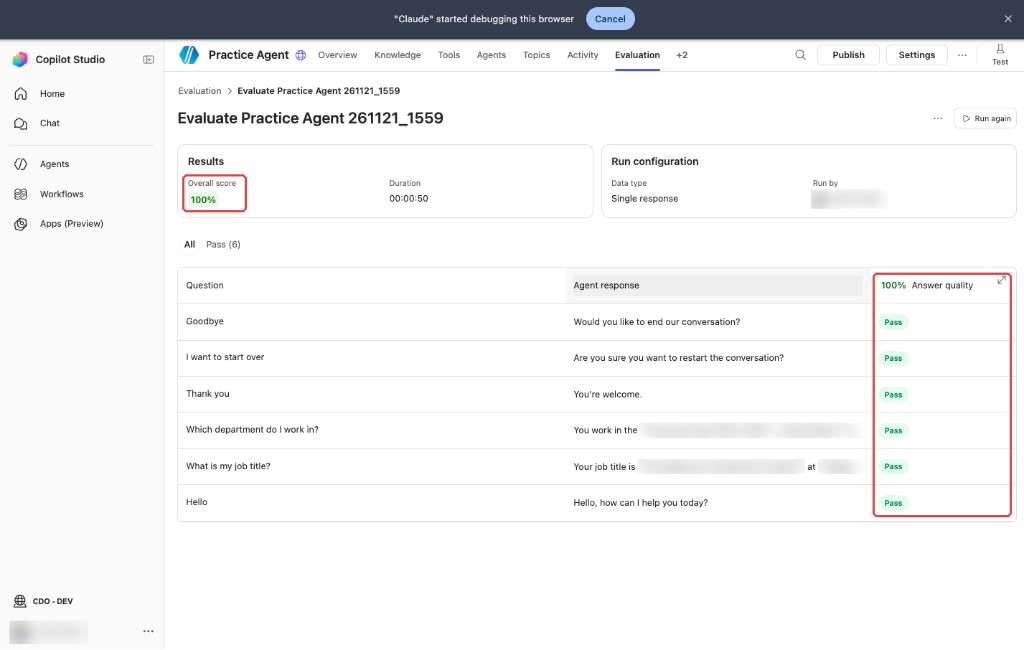 "Claude" started debugging this browser Cancel
Copilot Studio
Home
Chat
Agents
Workflows
Apps (Preview)
CDO - DEV
Practice Agent Overview Knowledge Tools Agents Topics Activity Evaluation +2 Publish Settings ... Test
Evaluation > Evaluate Practice Agent 261121_1559
Evaluate Practice Agent 261121_1559 ... Run again
Results
Overall score Duration
100% 00:00:50
Run configuration
Data type Run by
Single response
All Pass (6)
Question Agent response 100% Answer quality
Goodbye Would you like to end our conversation? Pass
I want to start over Are you sure you want to restart the conversation? Pass
Thank you You're welcome. Pass
Which department do I work in? You work in the Pass
What is my job title? Your job title is at Pass
Hello Hello, how can I help you today? Pass